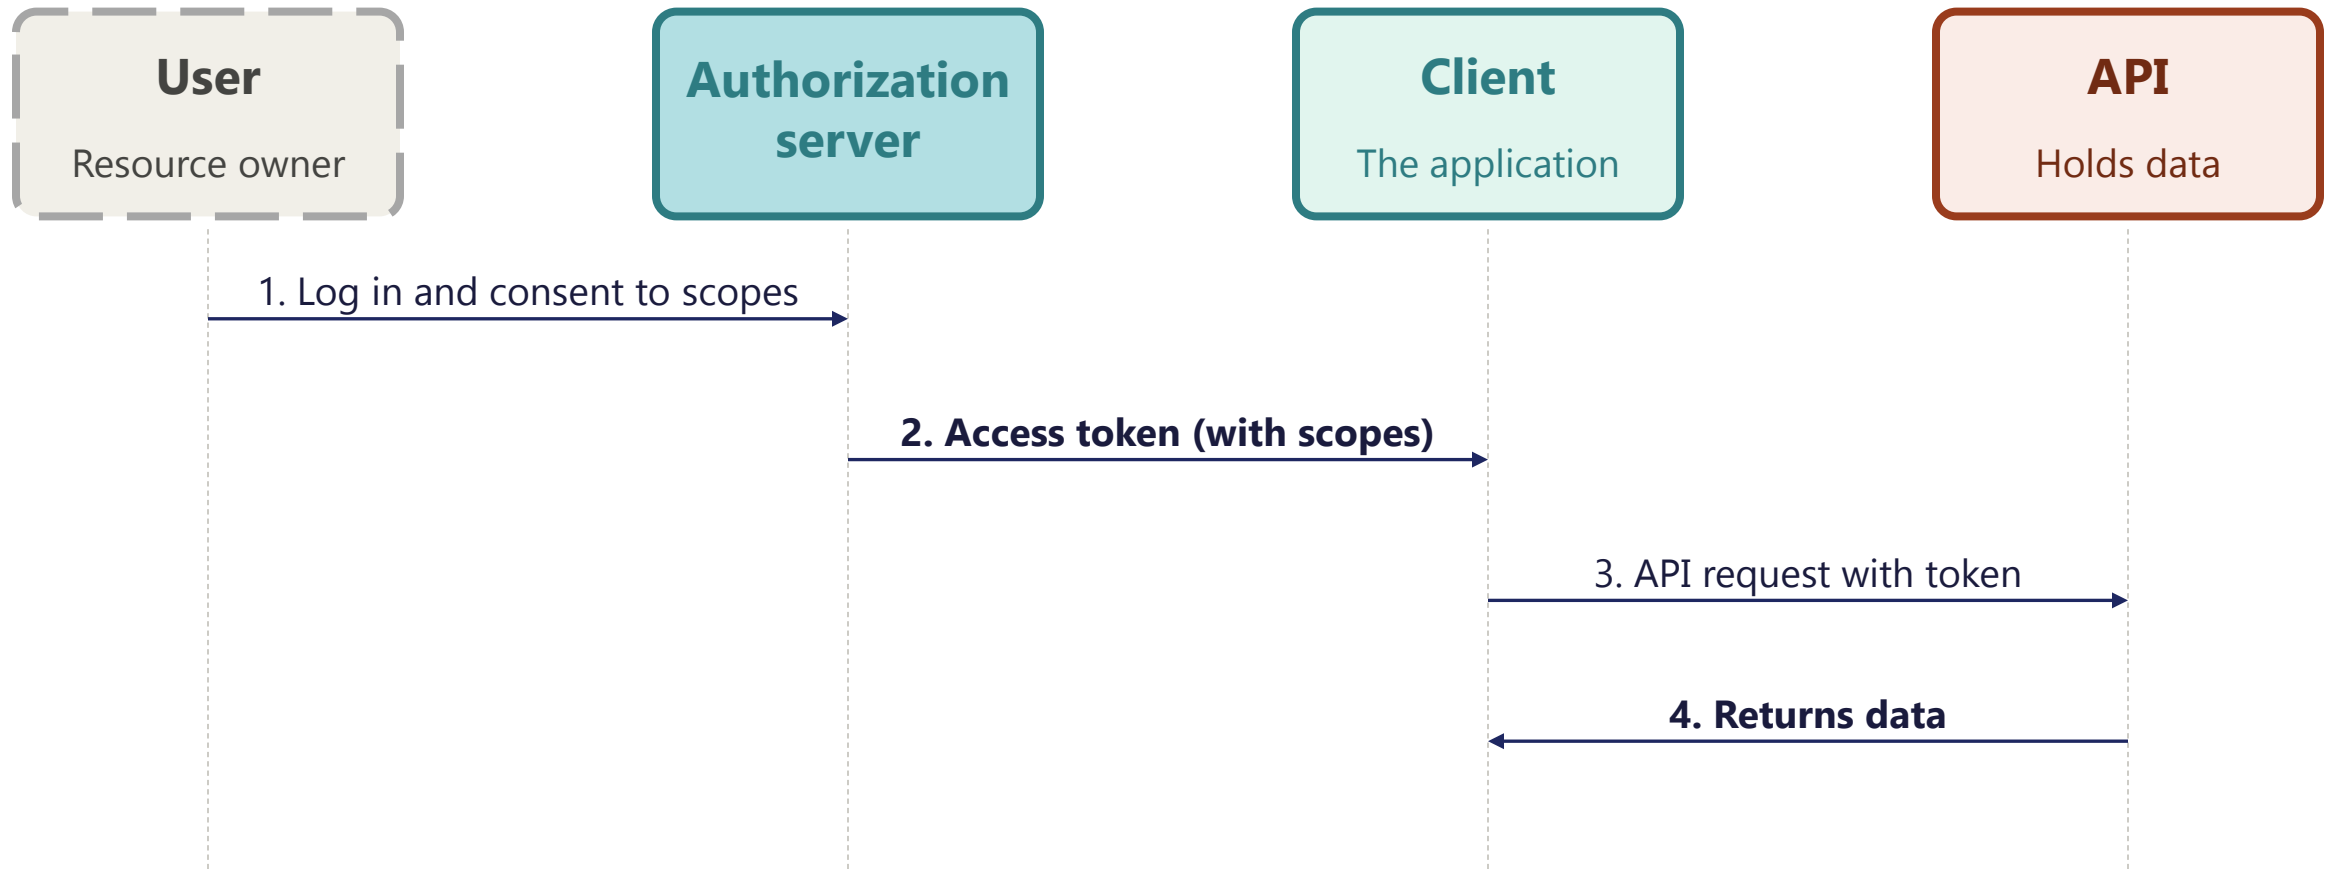 User
Resource owner
Authorization
server
Client
The application
API
Holds data
1. Log in and consent to scopes
2. Access token (with scopes)
3. API request with token
4. Returns data